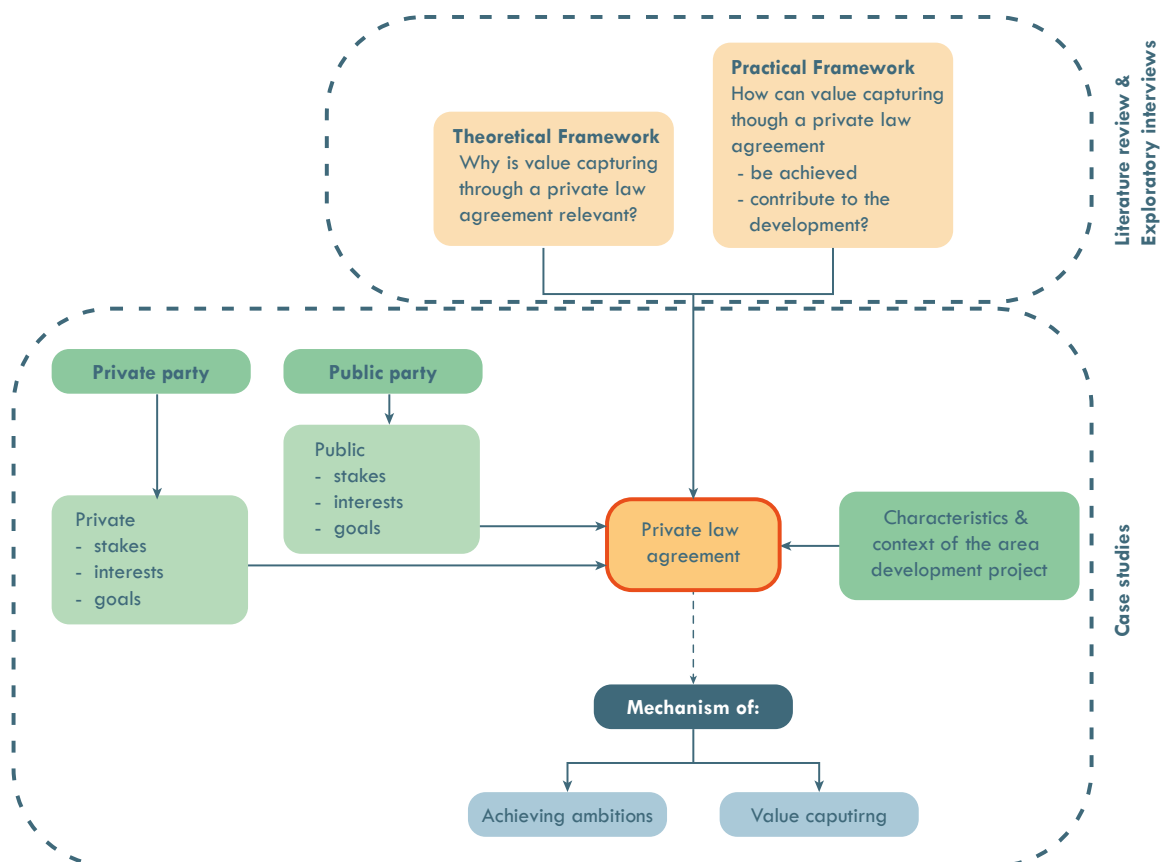 Literature review &
Exploratory interviews
Theoretical Framework
Why is value capturing
through a private law
agreement relevant?
Practical Framework
How can value capturing
though a private law
agreement
- be achieved
- contribute to the
development?
Private party
Public party
Public
- stakes
- interests
- goals
Private
- stakes
- interests
- goals
Private law
agreement
Characteristics &
context of the area
development project
Case studies
Mechanism of:
Achieving ambitions
Value caputirng